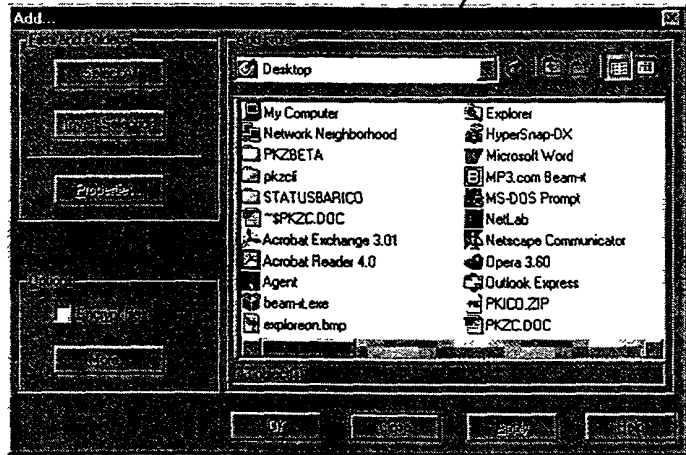 Add...
Desktop
My Computer
Network Neighborhood
PKZBETA
pkzcli
STATUSBARICO
~$PKZC.DOC
Acrobat Exchange 3.01
Acrobat Reader 4.0
Agent
beam-it.exe
exploreon.bmp
Explorer
HyperSnap-DX
Microsoft Word
MP3.com Beam-it
MS-DOS Prompt
NetLab
Netscape Communicator
Opera 3.60
Outlook Express
PKICO.ZIP
PKZC.DOC
Properties...
Options
OK
Help